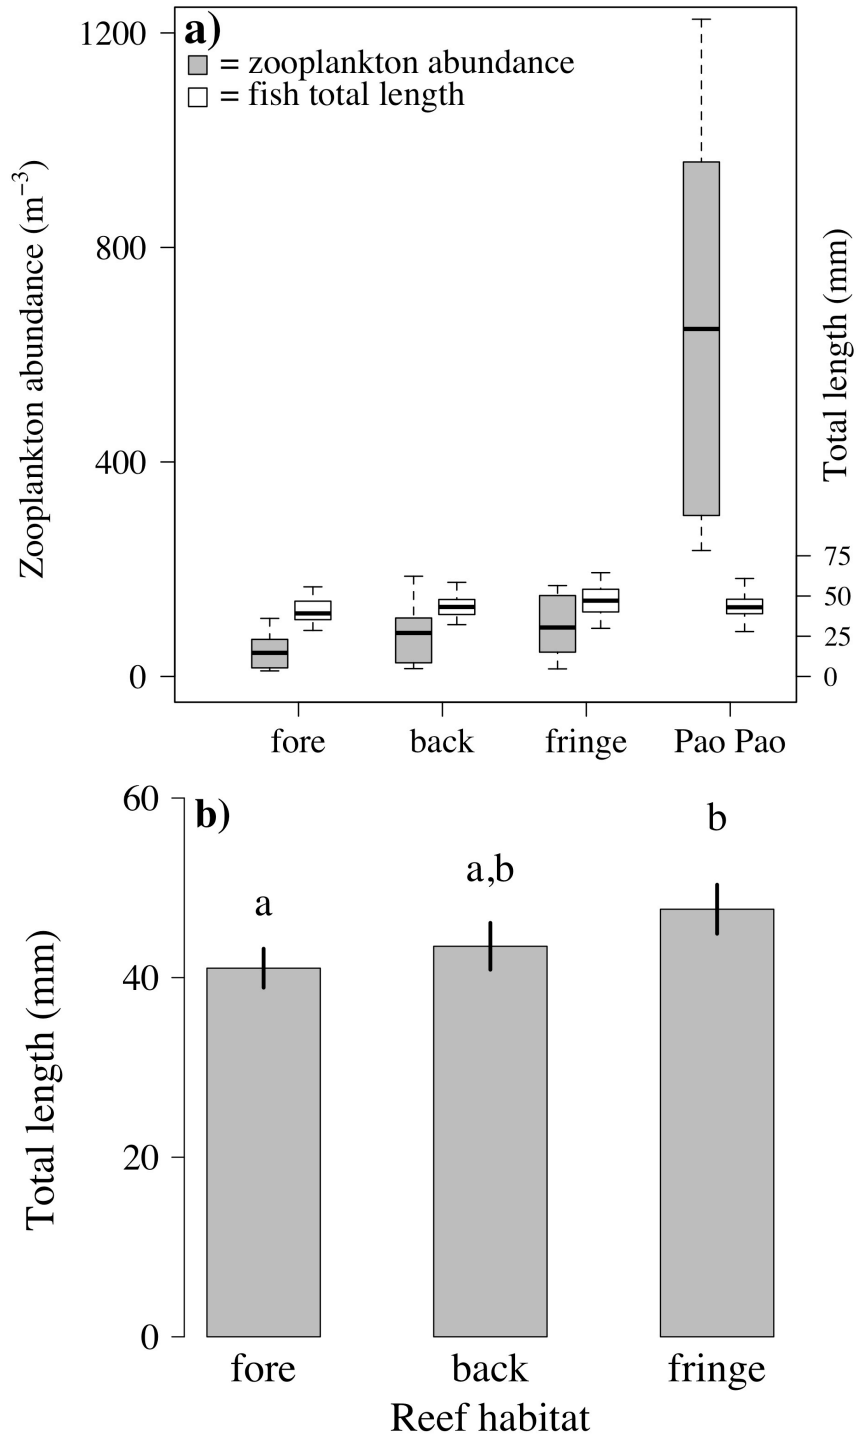 a)
= zooplankton abundance
= fish total length
Zooplankton abundance (m⁻³)
1200
800
400
0
Total length (mm)
75
50
25
0
fore back fringe Pao Pao
b)
a
a,b
b
Total length (mm)
60
40
20
0
fore back fringe
Reef habitat